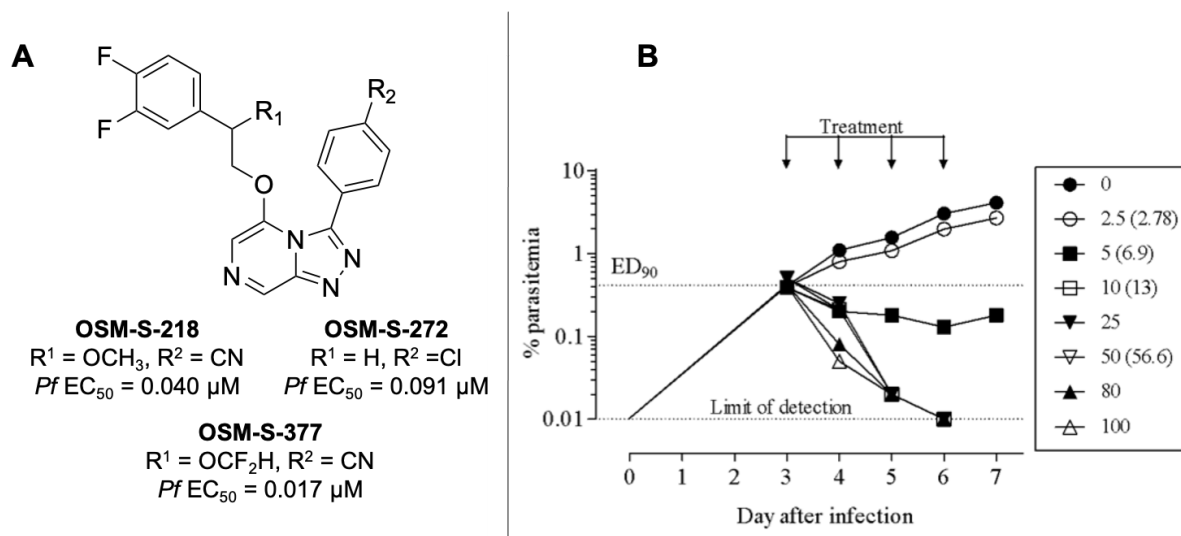 A
F
F
R₁
R₂
O
N
N
N
N
OSM-S-218
R¹ = OCH₃, R² = CN
Pf EC₅₀ = 0.040 µM
OSM-S-272
R¹ = H, R² =Cl
Pf EC₅₀ = 0.091 µM
OSM-S-377
R¹ = OCF₂H, R² = CN
Pf EC₅₀ = 0.017 µM
B
Treatment
10
1
0.1
0.01
% parasitemia
ED₉₀
Limit of detection
0 1 2 3 4 5 6 7
Day after infection
0
2.5 (2.78)
5 (6.9)
10 (13)
25
50 (56.6)
80
100